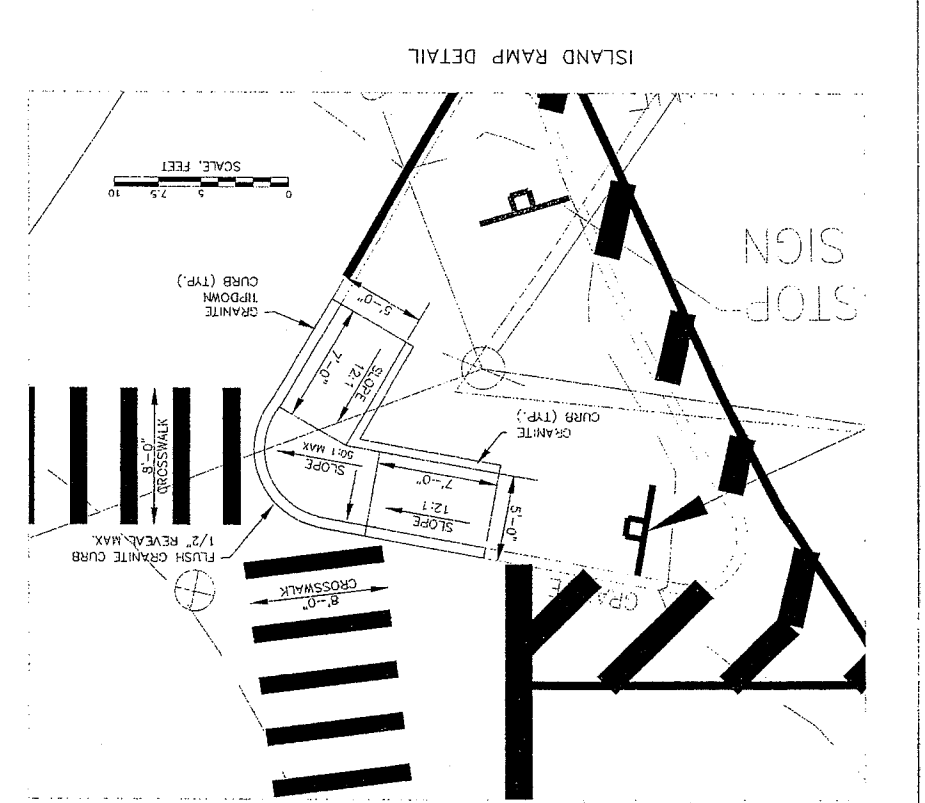 ISLAND RAMP DETAIL
0 5 7.5 10
SCALE, FEET
STOP
SIGN
GRANITE
TIPDOWN
CURB (TYP.)
5'-0"
7'-0"
SLOPE
12:1
GRANITE
CURB (TYP.)
SLOPE
50:1 MAX
7'-0"
SLOPE
12:1
5'-0"
8'-0"
CROSSWALK
FLUSH GRANITE CURB
1/2" REVEAL MAX.
8'-0"
CROSSWALK